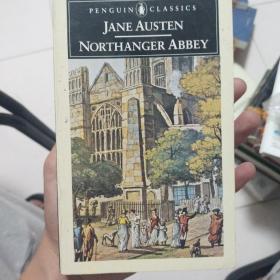 PENGUIN CLASSICS
JANE AUSTEN
NORTHANGER ABBEY